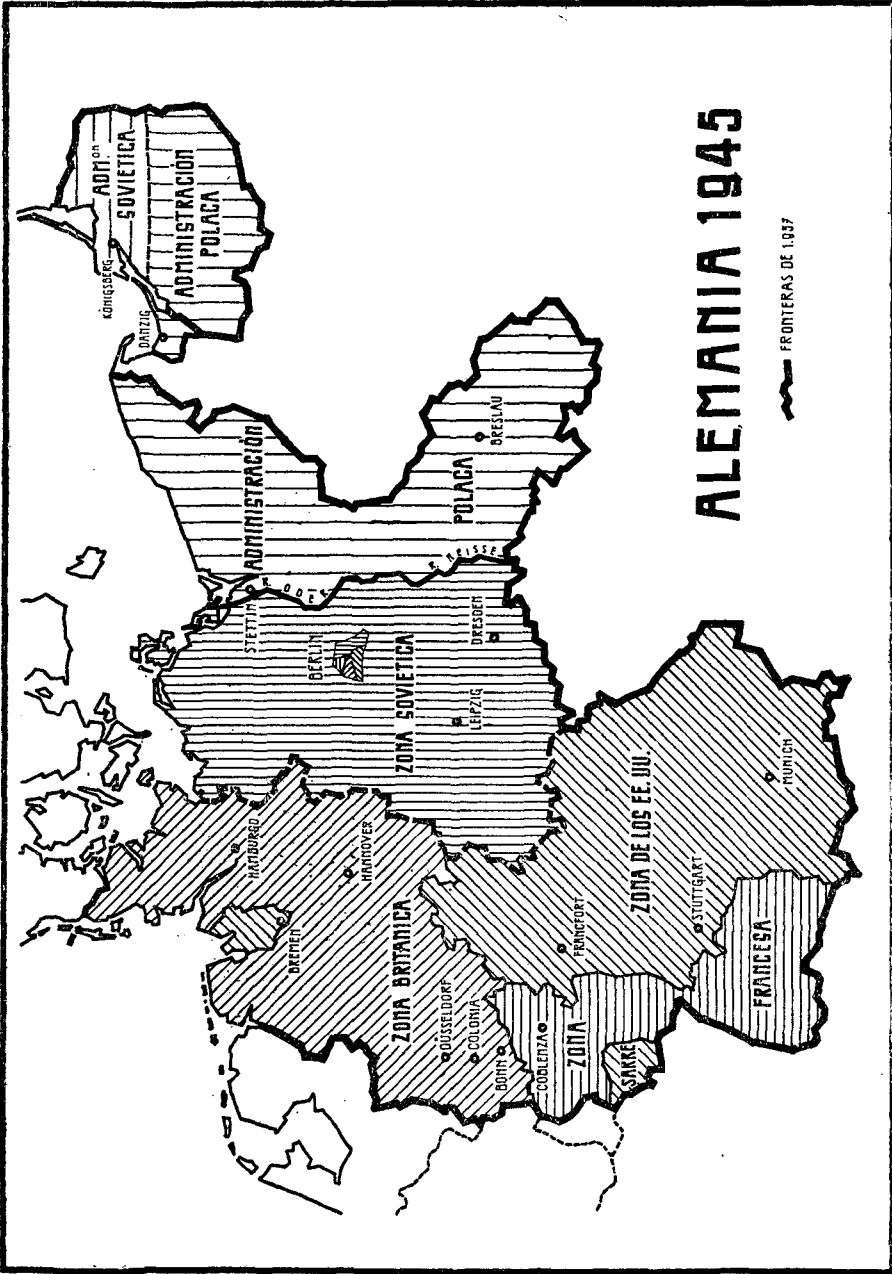 ALEMANIA 1945
FRONTERAS DE 1.937
ADMON.
SOVIETICA
ADMINISTRACION
POLACA
KÖNIGSBERG
DANZIG
ADMINISTRACIÓN
POLACA
BRESLAU
R. ODER
R. NEISSE
STETTIN
BERLIN
ZONA SOVIETICA
DRESDEN
LEIPZIG
HAMBURGO
HANNOVER
BREMEN
ZONA BRITANICA
DUSSELDORF
COLONIA
BONN
COBLENZA
ZONA
FRANCESA
SARRE
FRANCFORT
ZONA DE LOS EE.UU.
STUTTGART
MUNICH